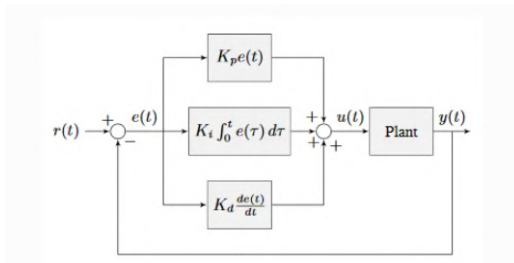 K_p e(t)
r(t) + e(t) − K_i ∫_0^t e(τ) dτ + + + u(t) Plant y(t)
K_d de(t)/dt